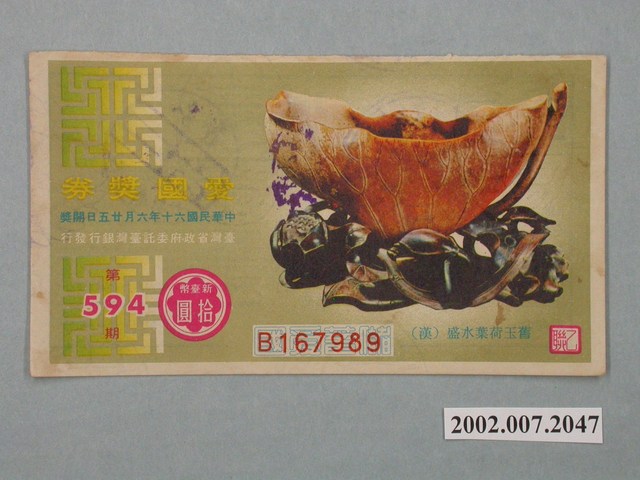 愛國獎券
中華民國六十年六月廿五日開獎
臺灣省政府委託臺灣銀行發行
第
594
期
新臺幣
拾圓
B167989
舊玉荷葉水盛（漢）
乙聯
2002.007.2047